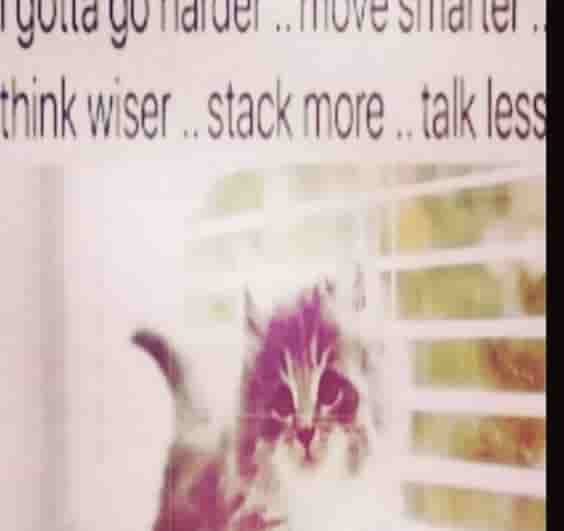 I gotta go harder .. move smarter ..
think wiser .. stack more .. talk less